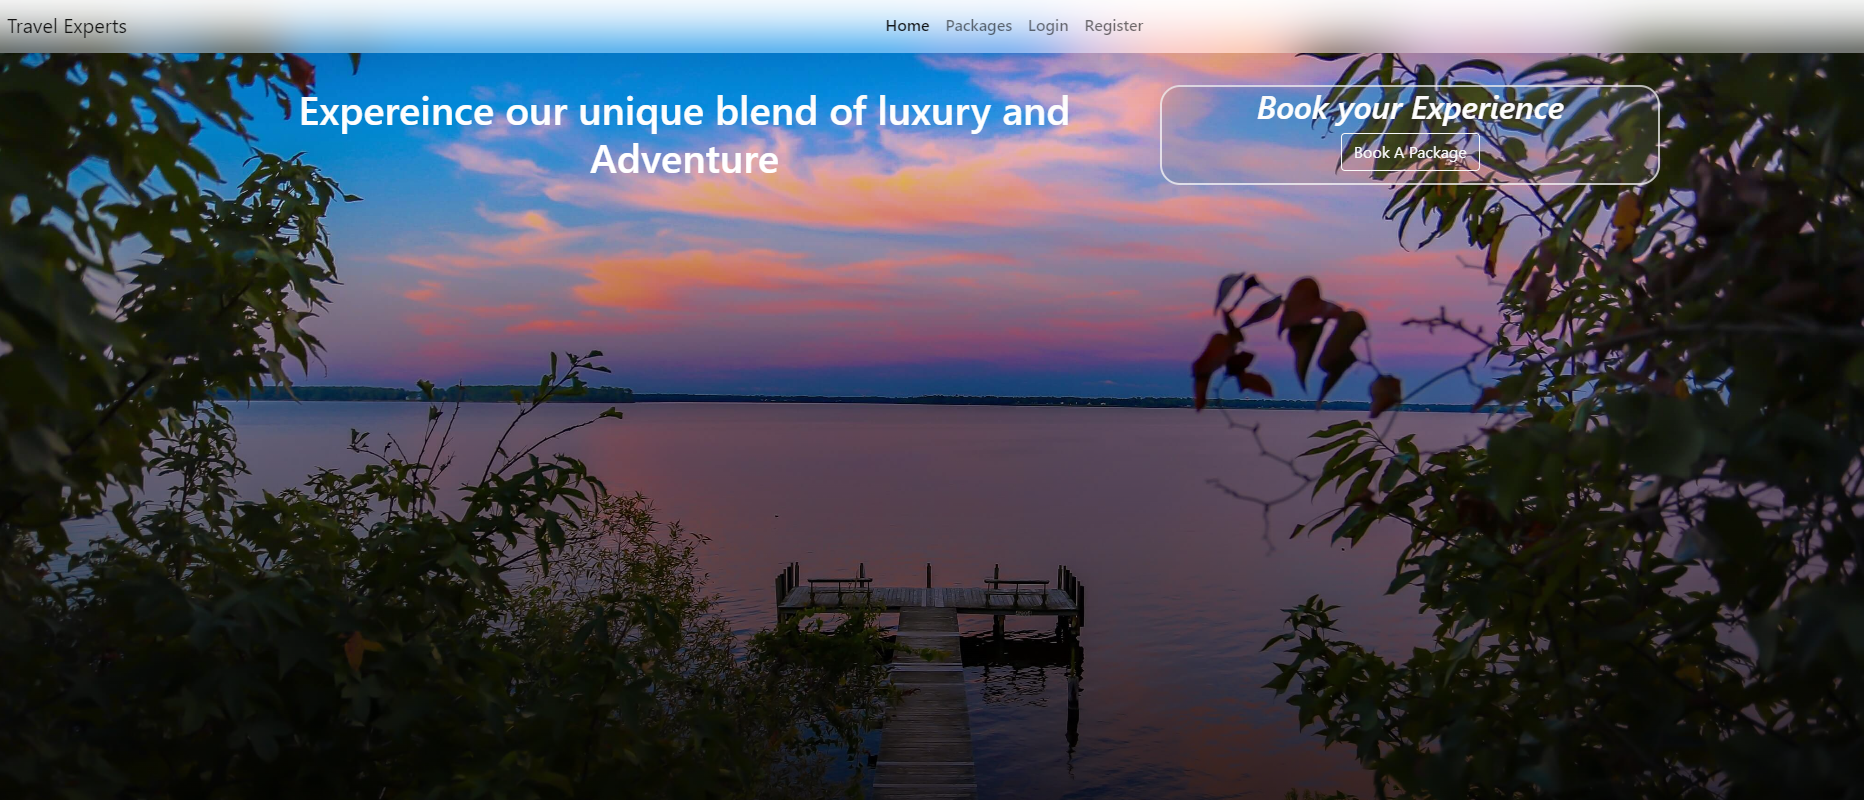 Travel Experts
Home Packages Login Register
Expereince our unique blend of luxury and
Adventure
Book your Experience
Book A Package